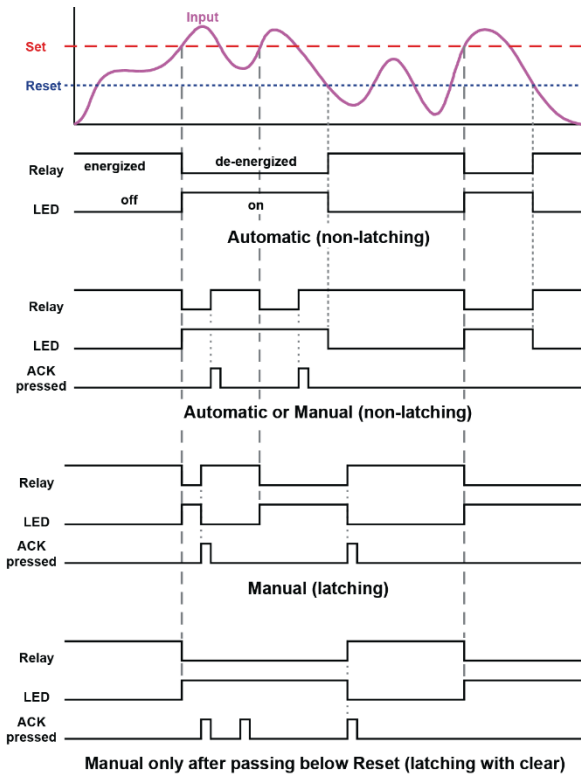 Input
Set
Reset
energized
de-energized
Relay
off
on
LED
Automatic (non-latching)
Relay
LED
ACK
pressed
Automatic or Manual (non-latching)
Relay
LED
ACK
pressed
Manual (latching)
Relay
LED
ACK
pressed
Manual only after passing below Reset (latching with clear)